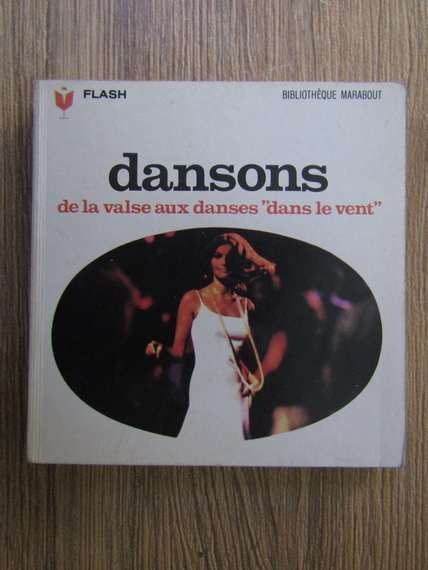 FLASH
BIBLIOTHÈQUE MARABOUT
dansons
de la valse aux danses "dans le vent"